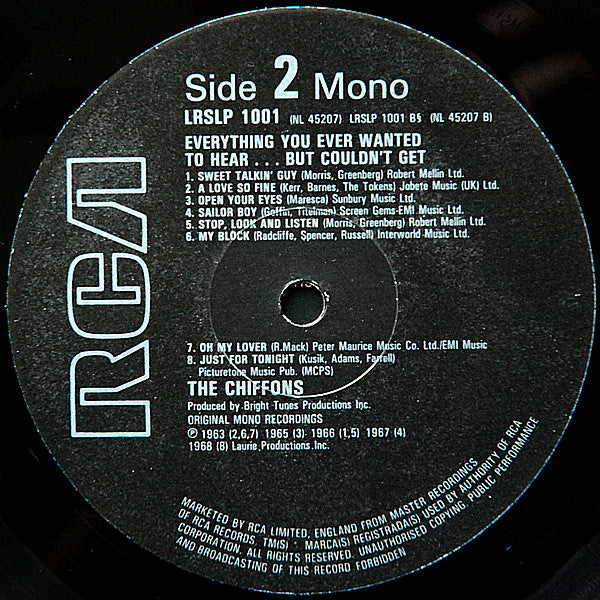 RCA
Side 2 Mono
LRSLP 1001 (NL 45207) LRSLP 1001 BS (NL 45207 B)
EVERYTHING YOU EVER WANTED
TO HEAR . . . BUT COULDN'T GET
1. SWEET TALKIN' GUY (Morris, Greenberg) Robert Mellin Ltd.
2. A LOVE SO FINE (Kerr, Barnes, The Tokens) Jobete Music (UK) Ltd.
3. OPEN YOUR EYES (Maresca) Sunbury Music Ltd.
4. SAILOR BOY (Goffin, Titelman) Screen Gems-EMI Music Ltd.
5. STOP, LOOK AND LISTEN (Morris, Greenberg) Robert Mellin Ltd.
6. MY BLOCK (Radcliffe, Spencer, Russell) Interworld Music Ltd.
7. OH MY LOVER (R.Mack) Peter Maurice Music Co. Ltd./EMI Music
8. JUST FOR TONIGHT (Kusik, Adams, Farrell)
Picturetone Music Pub. (MCPS)
THE CHIFFONS
Produced by Bright Tunes Productions Inc.
ORIGINAL MONO RECORDINGS
℗ 1963 (2,6,7) 1965 (3) 1966 (1,5) 1967 (4)
1968 (8) Laurie Productions Inc.
MARKETED BY RCA LIMITED, ENGLAND FROM MASTER RECORDINGS
OF RCA RECORDS, TM(S) · MARCA(S) REGISTRADA(S) USED BY AUTHORITY OF RCA
CORPORATION. ALL RIGHTS RESERVED. UNAUTHORISED COPYING, PUBLIC PERFORMANCE
AND BROADCASTING OF THIS RECORD FORBIDDEN